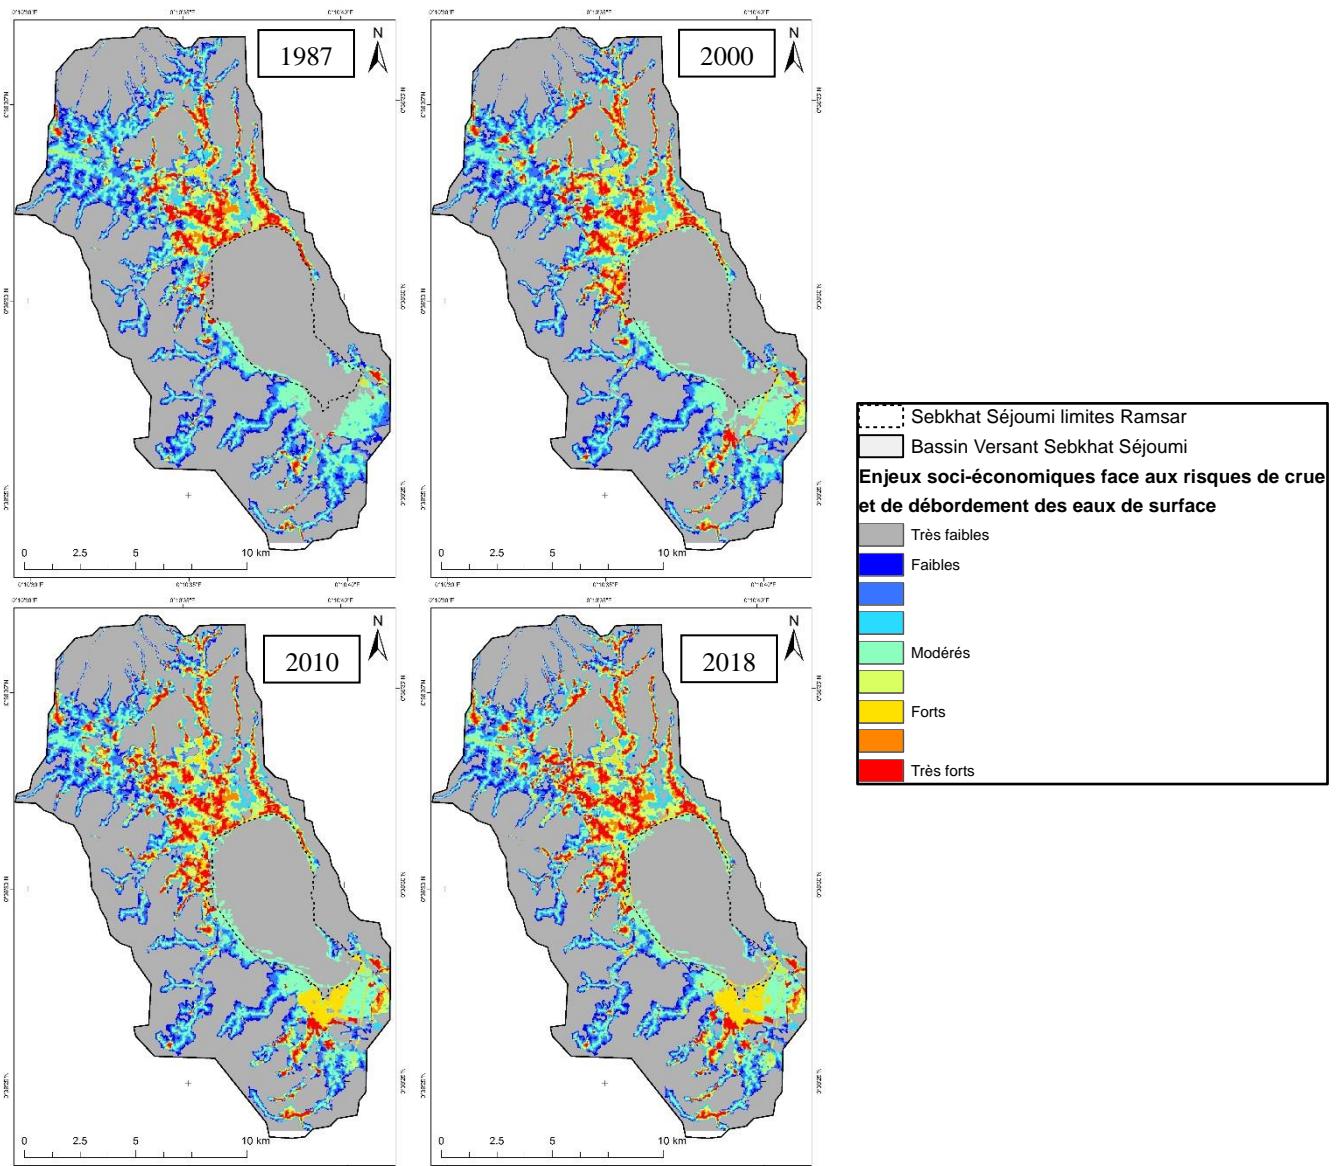 1987
N
0
2.5
5
10 km
2000
N
0
2.5
5
10 km
2010
N
0
2.5
5
10 km
2018
N
0
2.5
5
10 km
Sebkhat Séjoumi limites Ramsar
Bassin Versant Sebkhat Séjoumi
Enjeux soci-économiques face aux risques de crue
et de débordement des eaux de surface
Très faibles
Faibles
Modérés
Forts
Très forts